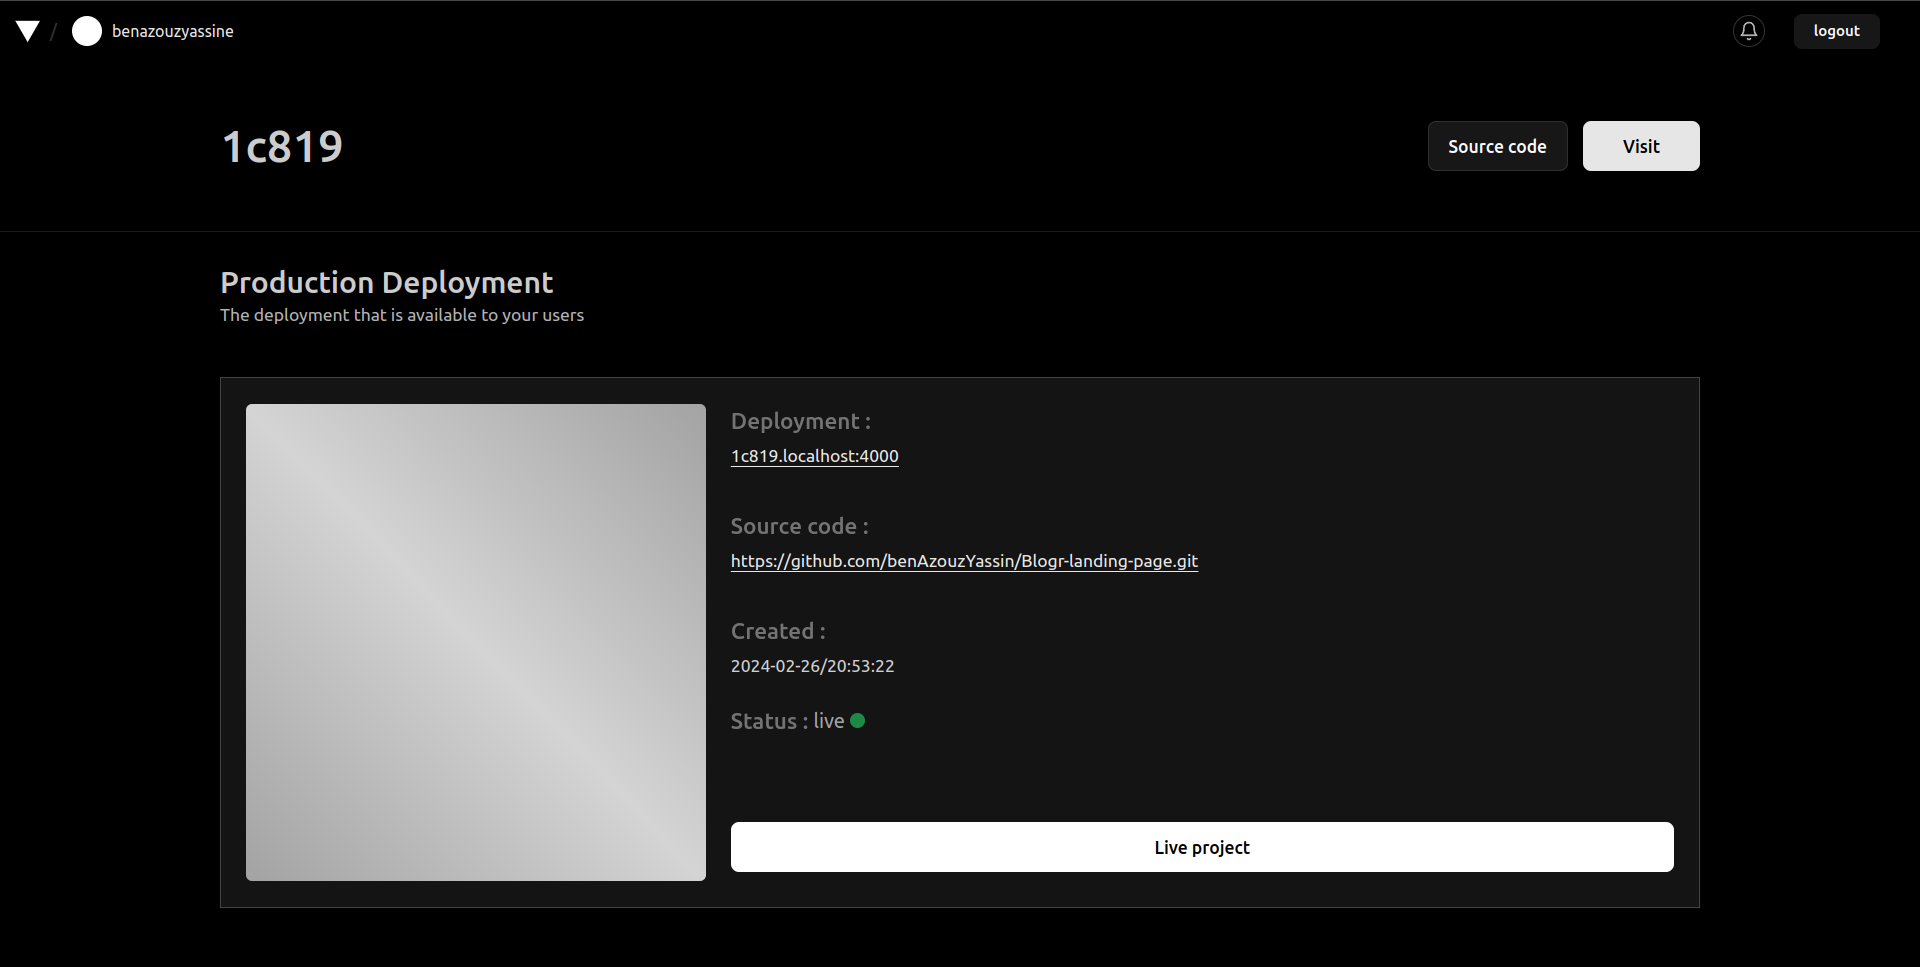 / benazouzyassine
logout
1c819
Source code
Visit
Production Deployment
The deployment that is available to your users
Deployment :
1c819.localhost:4000
Source code :
https://github.com/benAzouzYassin/Blogr-landing-page.git
Created :
2024-02-26/20:53:22
Status : live
Live project